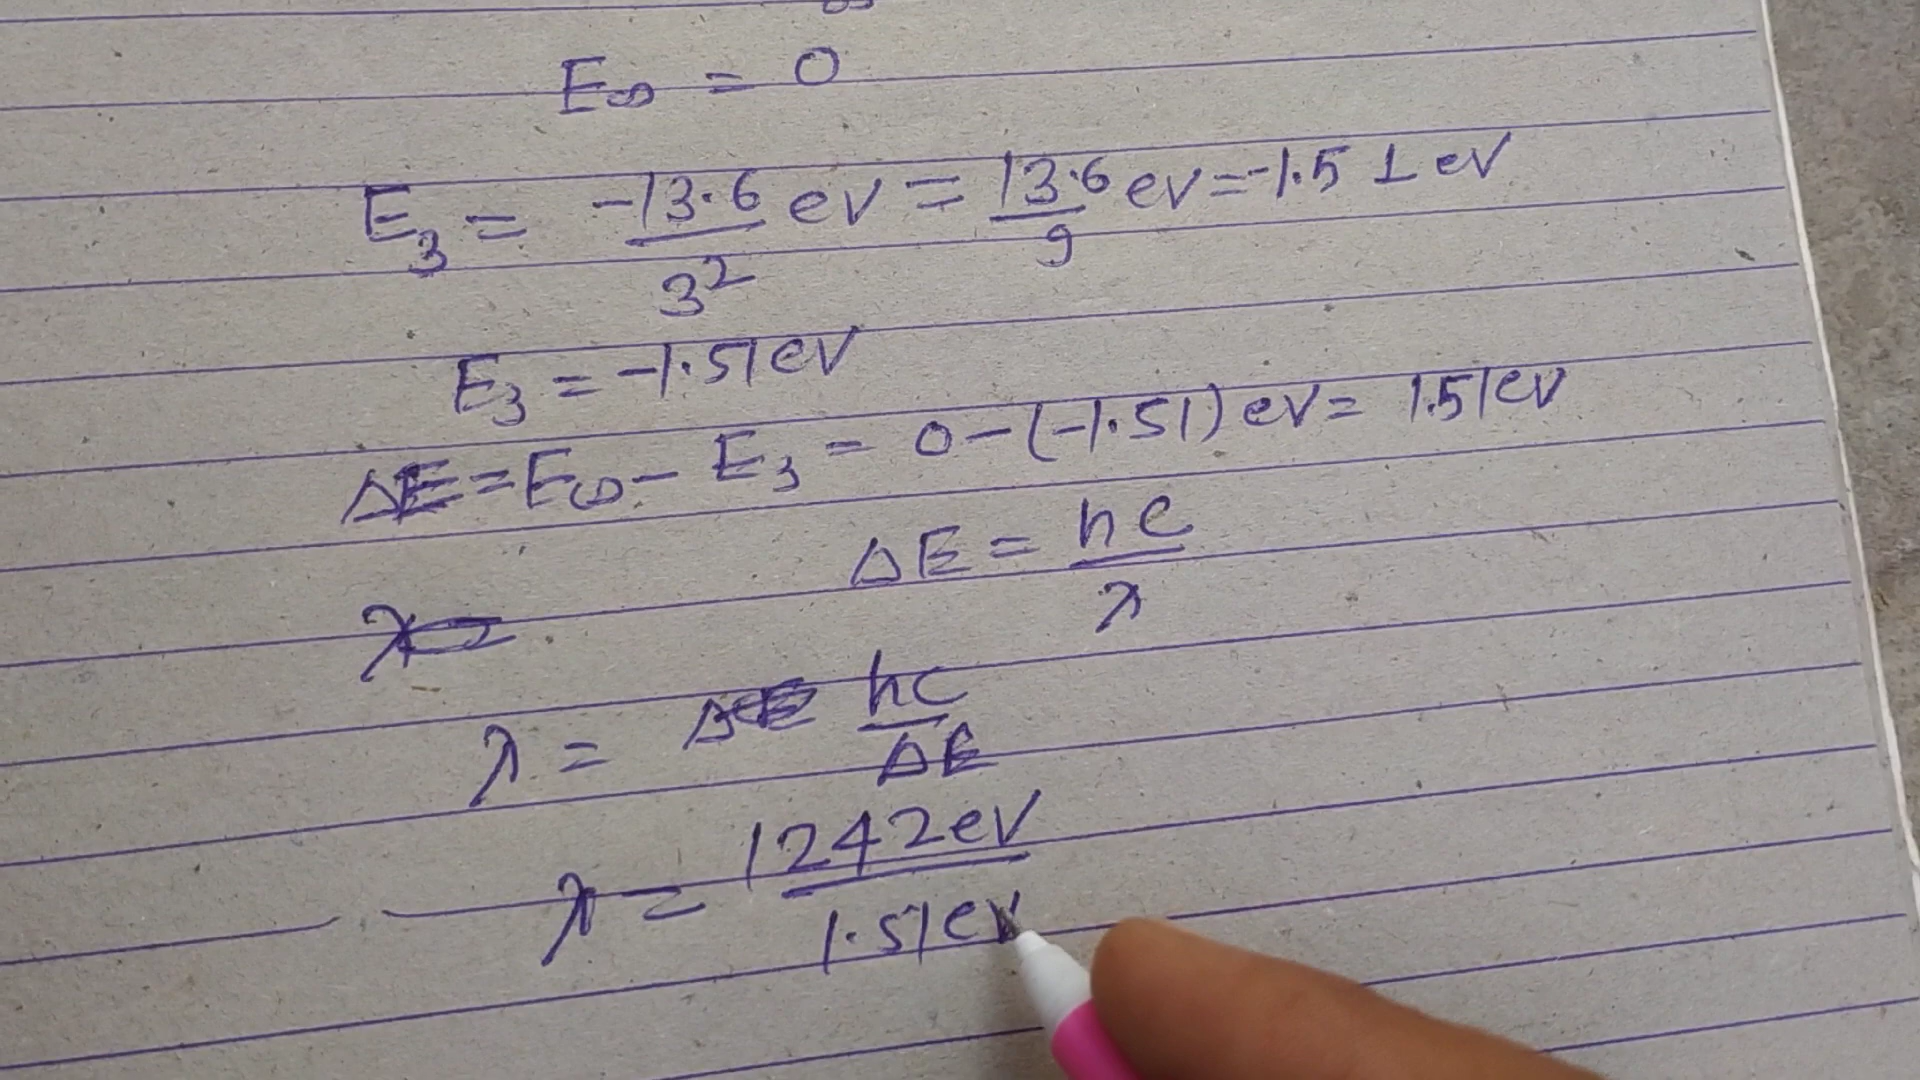 E∞ = 0
E₃ = -13.6/3² eV = 13.6/9 eV = -1.51 eV
E₃ = -1.51eV
ΔE = E∞ - E₃ = 0-(-1.51) eV = 1.51eV
ΔE = hc/λ
λ
λ = hc/ΔE
λ = 1242eV/1.51eV